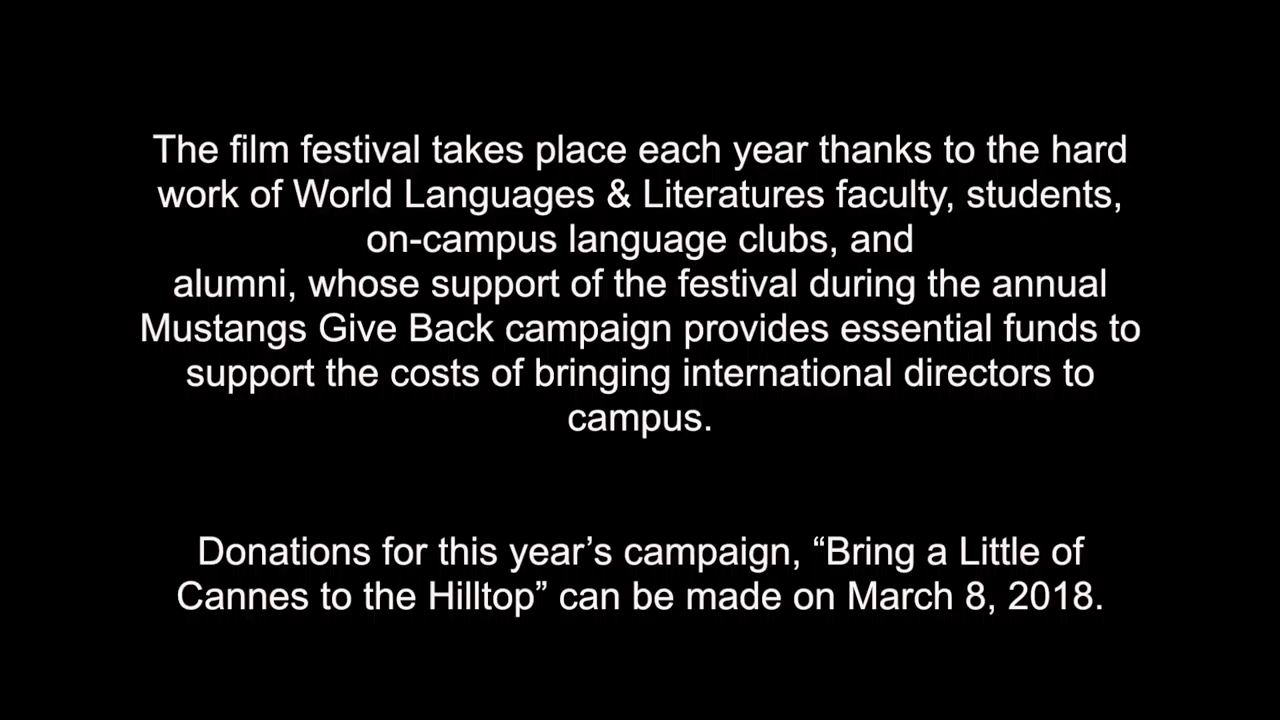 The film festival takes place each year thanks to the hard
work of World Languages & Literatures faculty, students,
on-campus language clubs, and
alumni, whose support of the festival during the annual
Mustangs Give Back campaign provides essential funds to
support the costs of bringing international directors to
campus.
Donations for this year’s campaign, “Bring a Little of
Cannes to the Hilltop” can be made on March 8, 2018.